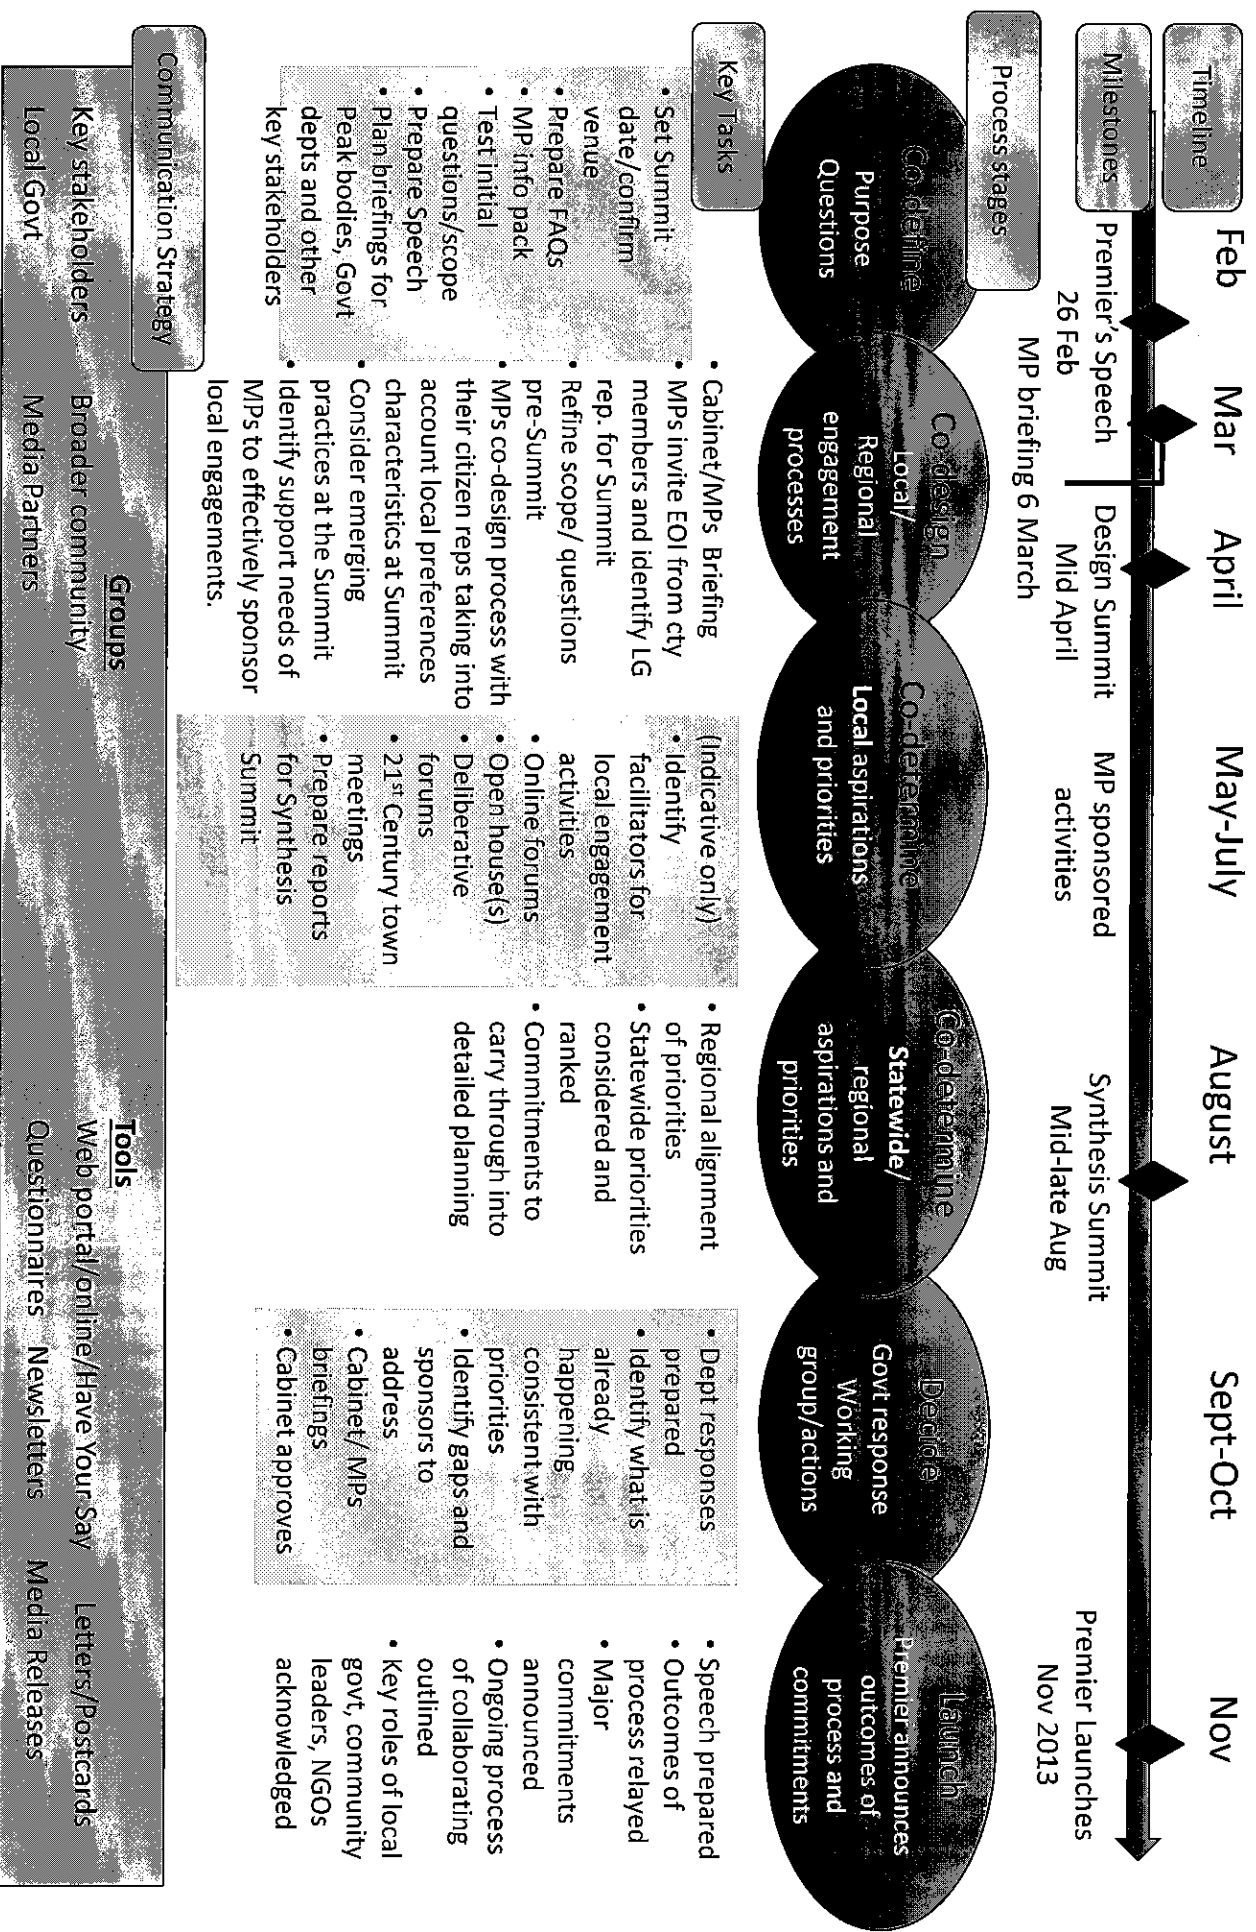 Timeline
Feb
Mar
April
May-July
August
Sept-Oct
Nov
Milestones
Premier's Speech
26 Feb
MP briefing 6 March
Design Summit
Mid April
MP sponsored
activities
Synthesis Summit
Mid-late Aug
Premier Launches
Nov 2013
Process stages
Co-define
Purpose
Questions
Co-design
Local/
Regional
engagement
processes
Co-determine
Local aspirations
and priorities
Co-determine
Statewide/
regional
aspirations and
priorities
Decide
Govt response
Working
group/actions
Launch
Premier announces
outcomes of
process and
commitments
Key Tasks
• Set Summit
date/confirm
venue
• Prepare FAQs
• MP info pack
• Test initial
questions/scope
• Prepare Speech
• Plan briefings for
Peak bodies, Govt
depts and other
key stakeholders
• Cabinet/MPs Briefing
• MPs invite EOI from cty
members and identify LG
rep. for Summit
• Refine scope/ questions
pre-Summit
• MPs co-design process with
their citizen reps taking into
account local preferences
characteristics at Summit
• Consider emerging
practices at the Summit
• Identify support needs of
MPs to effectively sponsor
local engagements.
(Indicative only)
• Identify
facilitators for
local engagement
activities
• Online forums
• Open house(s)
• Deliberative
forums
• 21st Century town
meetings
• Prepare reports
for Synthesis
Summit
• Regional alignment
of priorities
• Statewide priorities
considered and
ranked
• Commitments to
carry through into
detailed planning
• Dept responses
prepared
• Identify what is
already
happening
consistent with
priorities
• Identify gaps and
sponsors to
address
• Cabinet/ MPs
briefings
• Cabinet approves
• Speech prepared
• Outcomes of
process relayed
• Major
commitments
announced
• Ongoing process
of collaborating
outlined
• Key roles of local
govt, community
leaders, NGOs
acknowledged
Communication Strategy
Groups
Key stakeholders Broader community
Local Govt Media Partners
Tools
Web portal/online/Have Your Say Letters/Postcards
Questionnaires Newsletters Media Releases